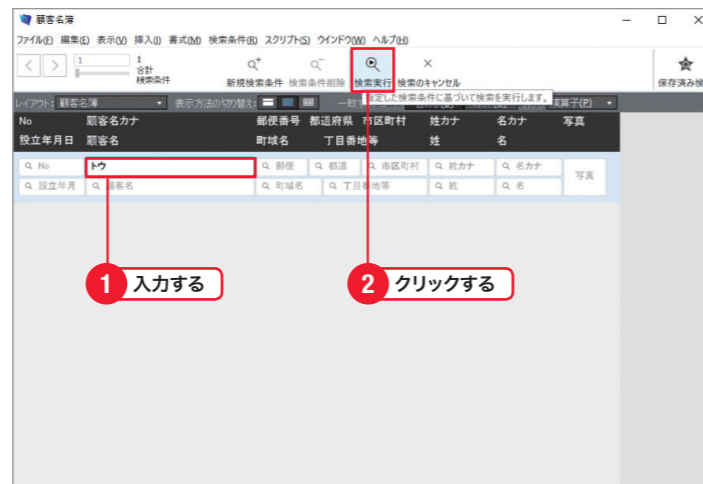 顧客名簿
ファイル(F) 編集(E) 表示(V) 挿入(I) 書式(M) 検索条件(R) スクリプト(S) ウインドウ(W) ヘルプ(H)
1
1
合計
検索条件
新規検索条件 検索条件削除 検索実行 検索のキャンセル
保存済み検
指定した検索条件に基づいて検索を実行します。
レイアウト: 顧客名簿 表示方法の切り替え: 一致 算子(P)
No 顧客名カナ 郵便番号 都道府県 市区町村 姓カナ 名カナ 写真
設立年月日 顧客名 町域名 丁目番地等 姓 名
No トウ 郵便 都道 市区町村 姓カナ 名カナ 写真
設立年月 顧客名 町域名 丁目番地等 姓 名
1 入力する
2 クリックする